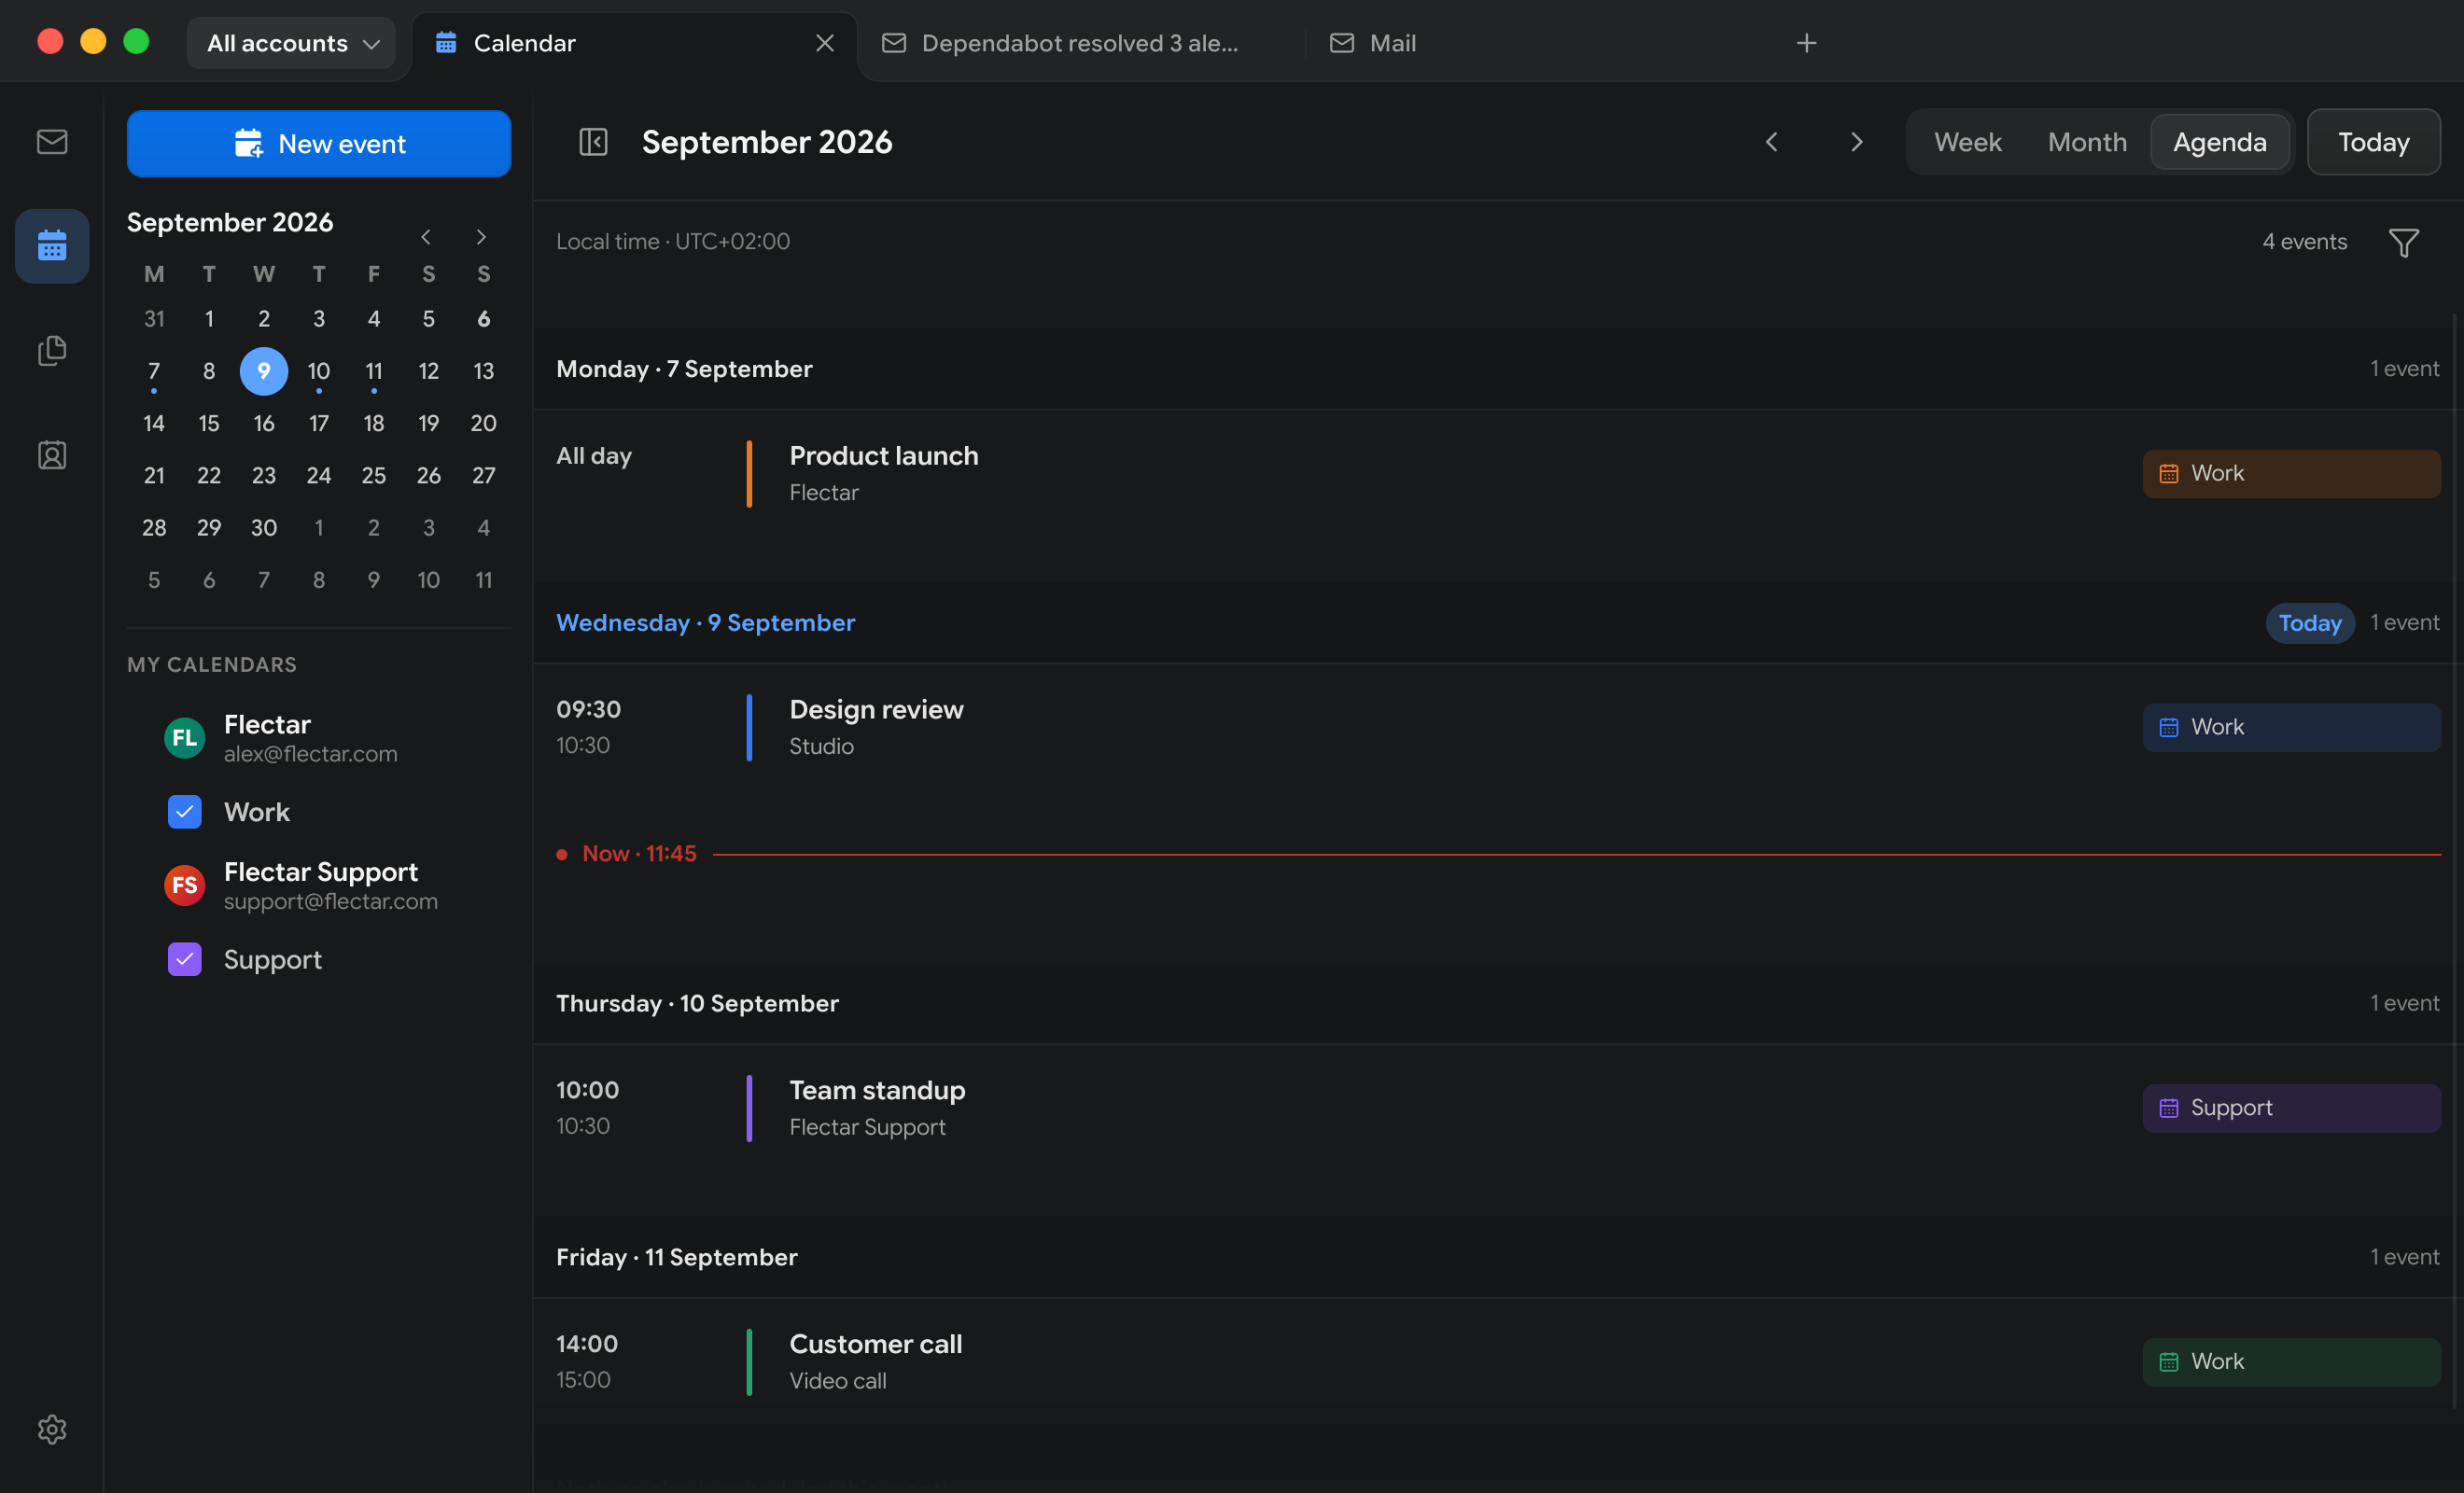 All accounts
Calendar
Dependabot resolved 3 ale...
Mail
New event
September 2026
M T W T F S S
31 1 2 3 4 5 6
7 8 9 10 11 12 13
14 15 16 17 18 19 20
21 22 23 24 25 26 27
28 29 30 1 2 3 4
5 6 7 8 9 10 11
MY CALENDARS
FL
Flectar
alex@flectar.com
Work
FS
Flectar Support
support@flectar.com
Support
September 2026
Week Month Agenda Today
Local time · UTC+02:00
4 events
Monday · 7 September
1 event
All day
Product launch
Flectar
Work
Wednesday · 9 September
Today
1 event
09:30
10:30
Design review
Studio
Work
Now · 11:45
Thursday · 10 September
1 event
10:00
10:30
Team standup
Flectar Support
Support
Friday · 11 September
1 event
14:00
15:00
Customer call
Video call
Work